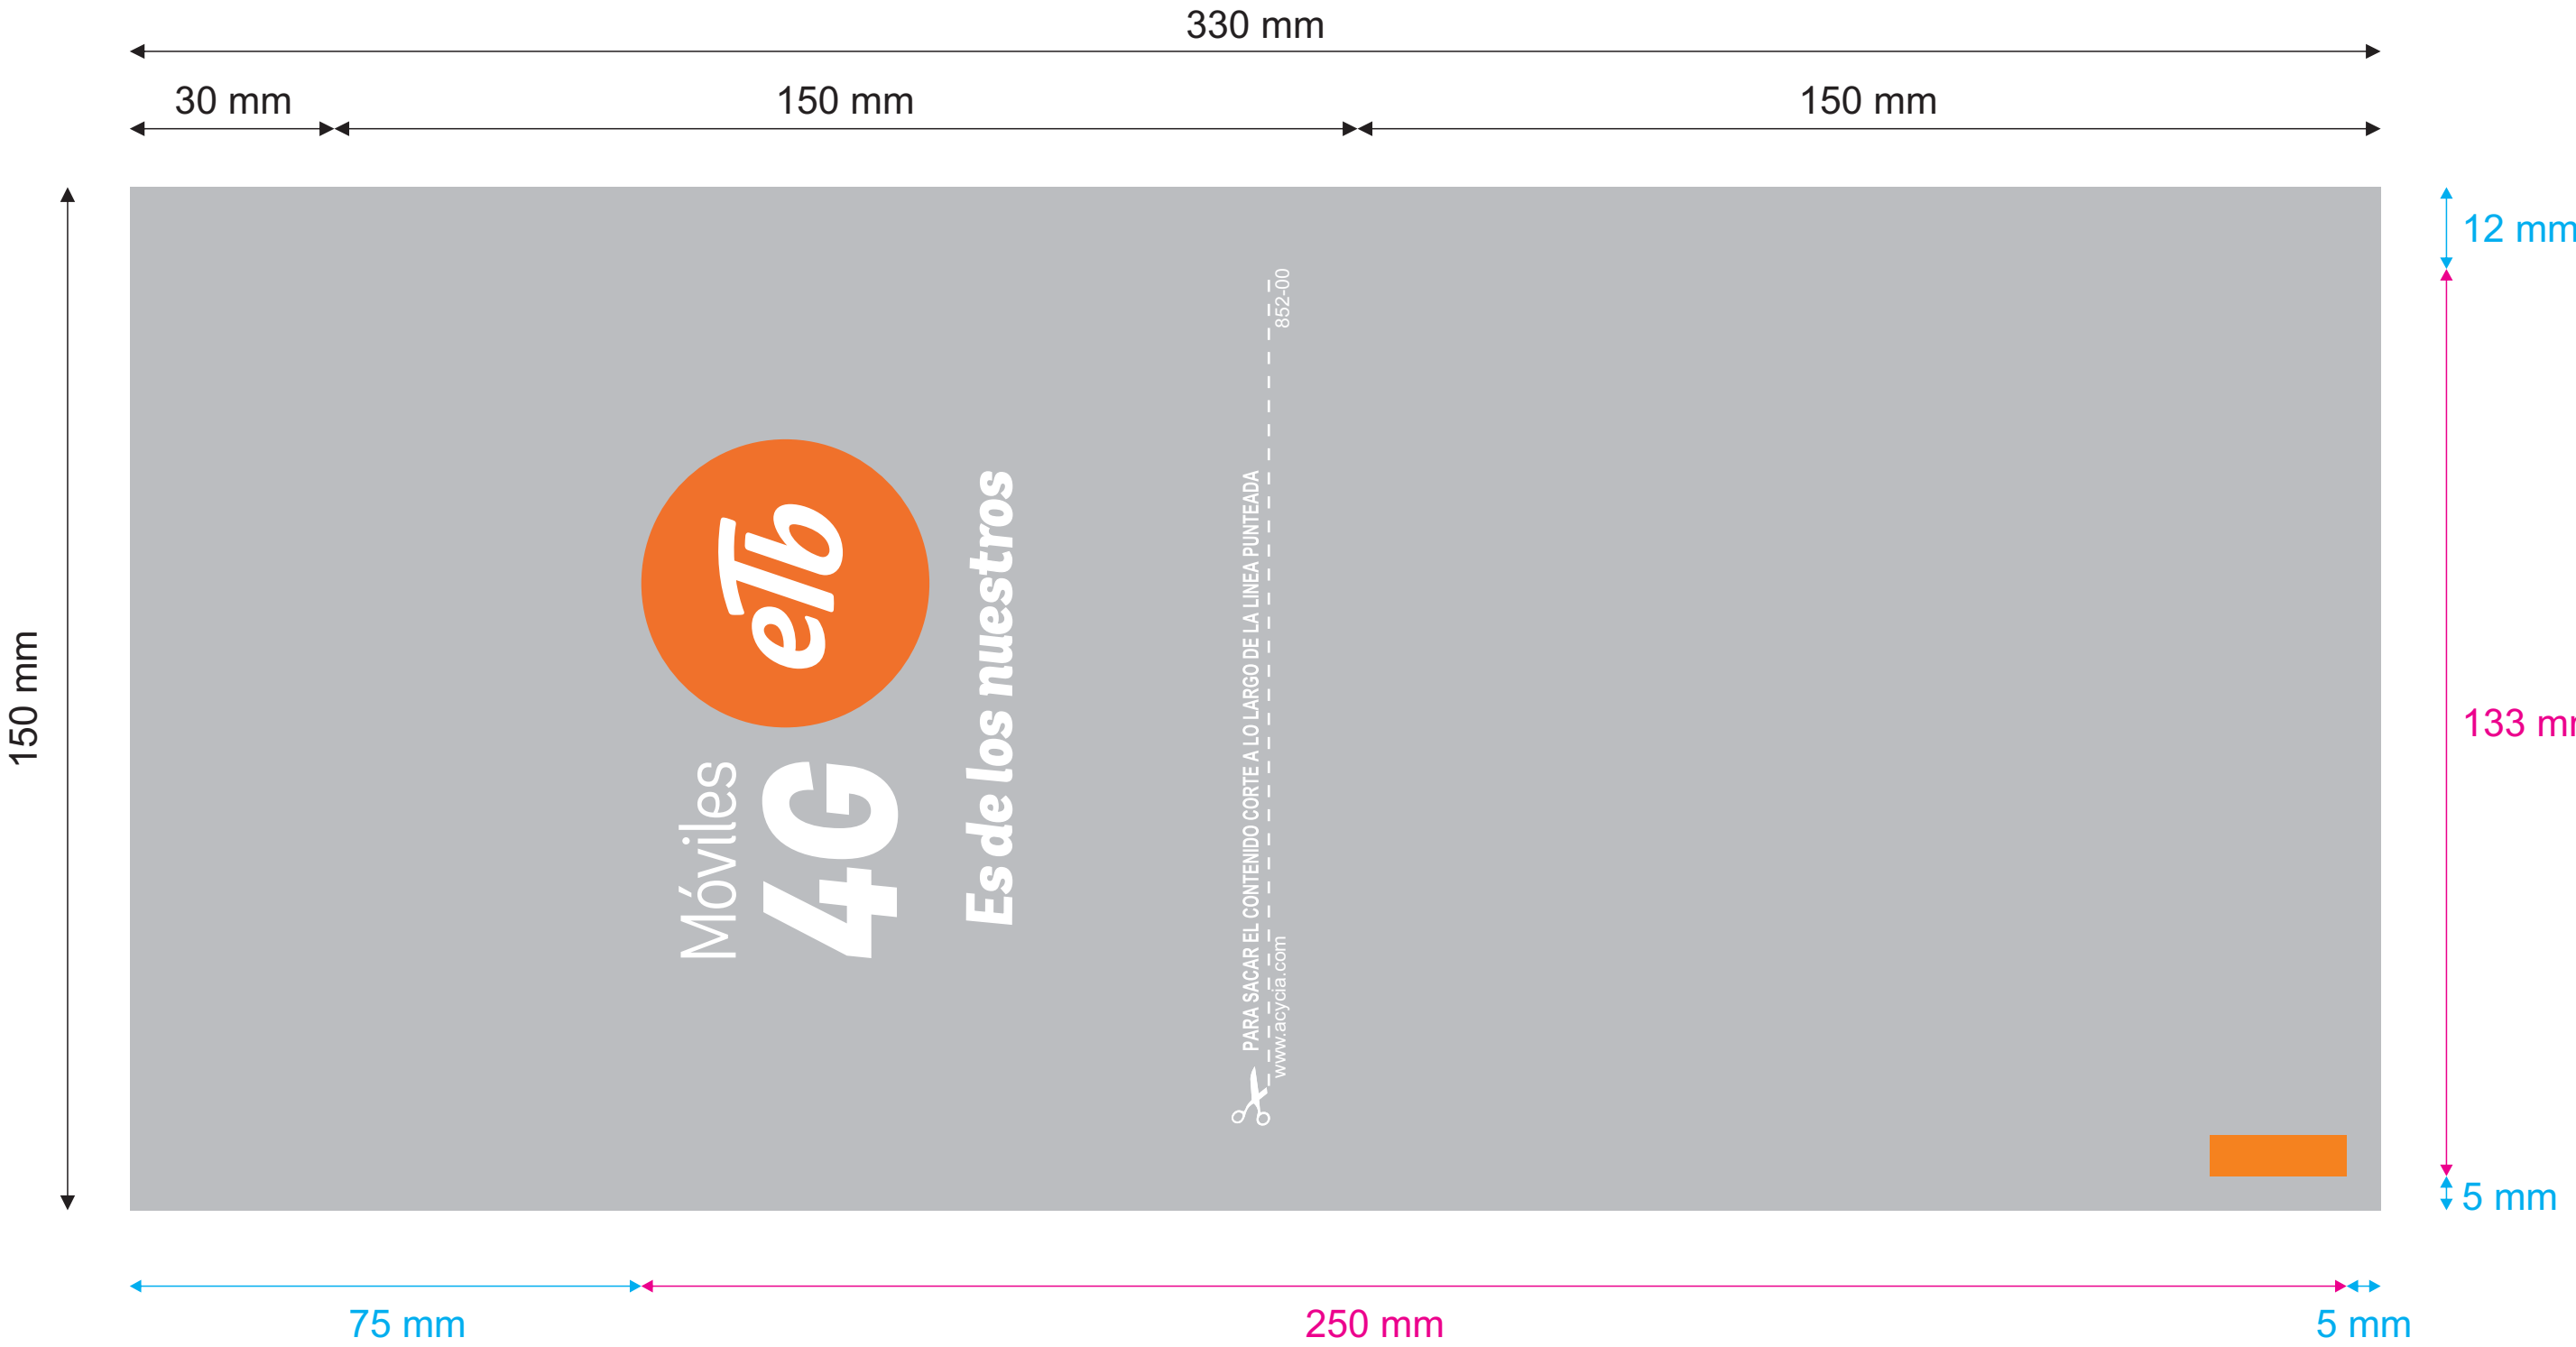 330 mm
30 mm
150 mm
150 mm
150 mm
12 mm
133 mm
5 mm
75 mm
250 mm
5 mm
Móviles
4G
eTb
Es de los nuestros
PARA SACAR EL CONTENIDO CORTE A LO LARGO DE LA LINEA PUNTEADA
www.acycia.com
852-00